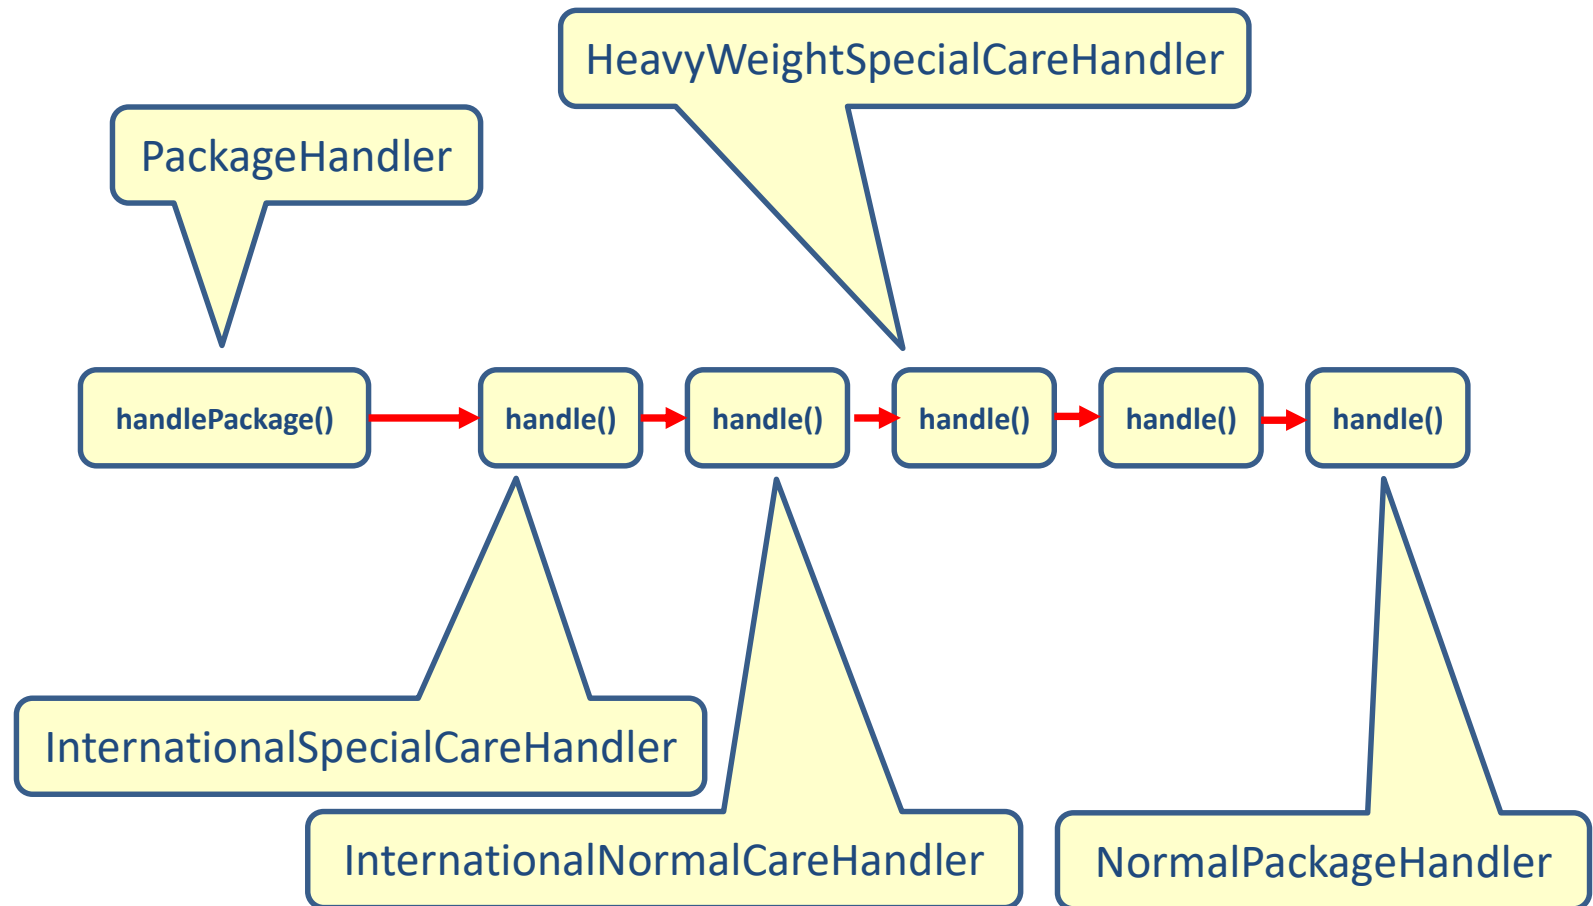 HeavyWeightSpecialCareHandler
PackageHandler
handlePackage()
handle()
handle()
handle()
handle()
handle()
InternationalSpecialCareHandler
InternationalNormalCareHandler
NormalPackageHandler